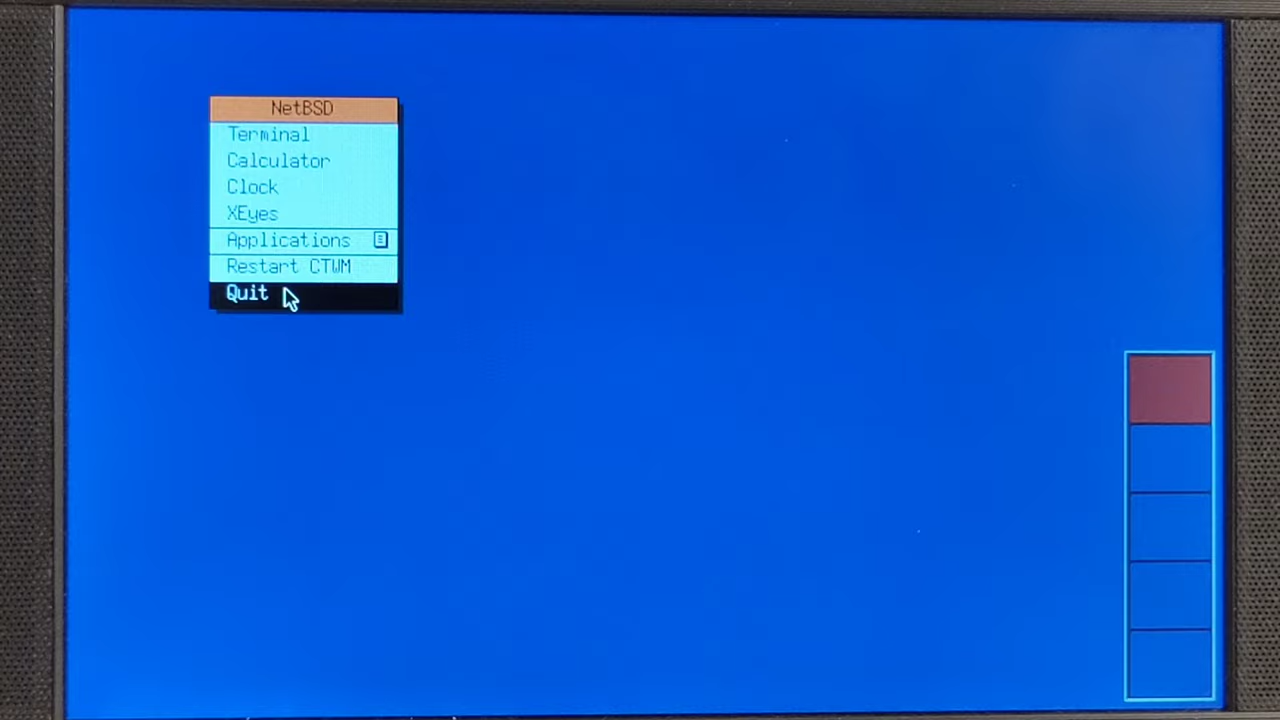 NetBSD
Terminal
Calculator
Clock
XEyes
Applications
Restart CTWM
Quit